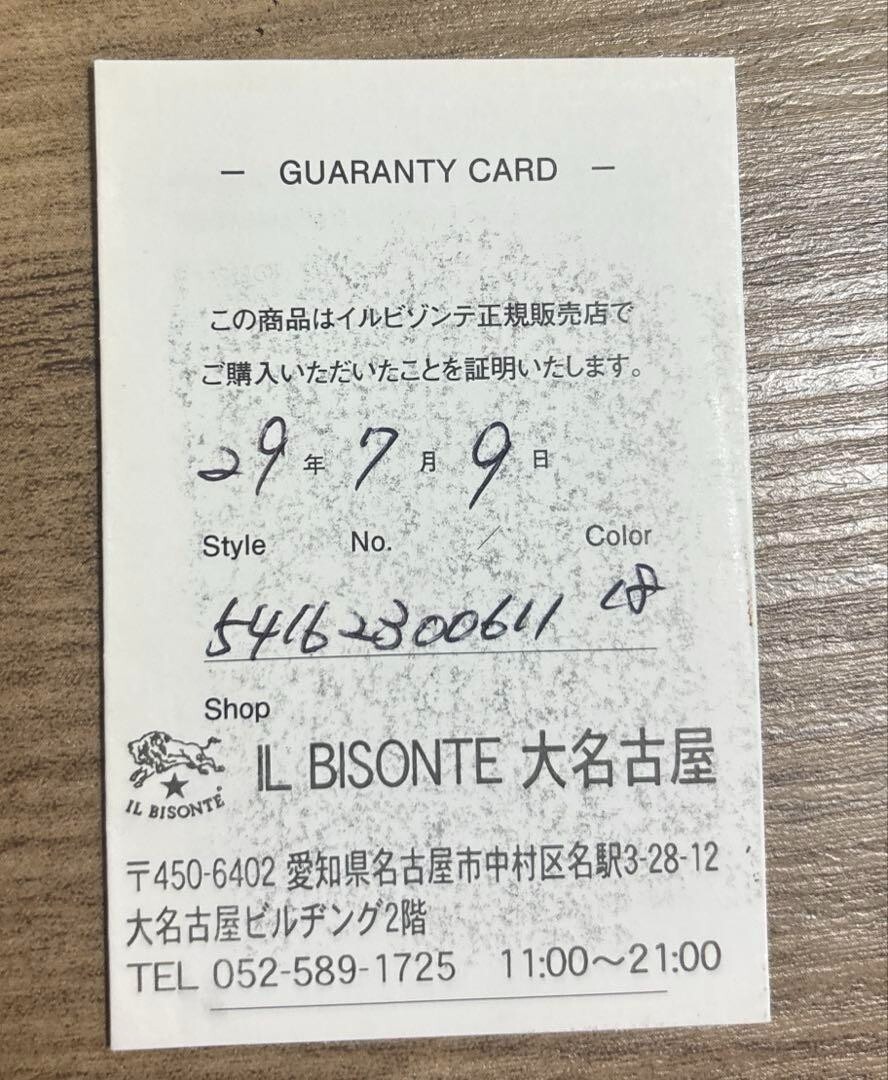 — GUARANTY CARD —
この商品はイルビゾンテ正規販売店で
ご購入いただいたことを証明いたします。
29年 7月 9日
Style No. / Color
54162300611 18
Shop
IL BISONTE
IL BISONTE 大名古屋
〒450-6402 愛知県名古屋市中村区名駅3-28-12
大名古屋ビルヂング2階
TEL 052-589-1725 11:00〜21:00